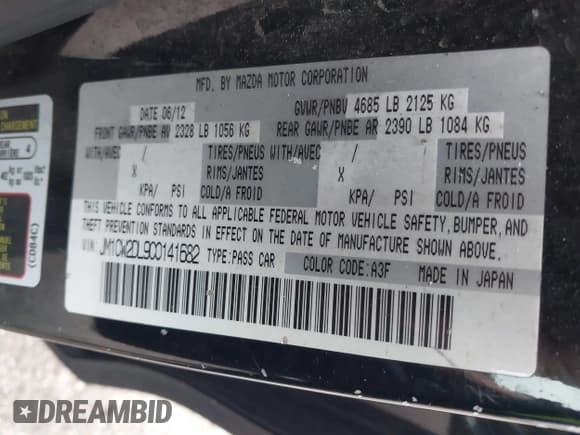 MFD. BY MAZDA MOTOR CORPORATION
DATE 06/12 GVWR/PNBV 4685 LB 2125 KG
FRONT GAWR/PNBE AV 2328 LB 1056 KG REAR GAWR/PNBE AR 2390 LB 1084 KG
WITH/AVEC / TIRES/PNEUS WITH/AVEC / TIRES/PNEUS
X RIMS/JANTES X RIMS/JANTES
KPA/ PSI COLD/A FROID KPA/ PSI COLD/A FROID
THIS VEHICLE CONFORMS TO ALL APPLICABLE FEDERAL MOTOR VEHICLE SAFETY, BUMPER, AND
THEFT PREVENTION STANDARDS IN EFFECT ON THE DATE OF MANUFACTURE SHOWN ABOVE.
VIN: JM1CW2DL9C0141682 TYPE:PASS CAR COLOR CODE:A3F MADE IN JAPAN
4
(CD84C)
DREAMBID